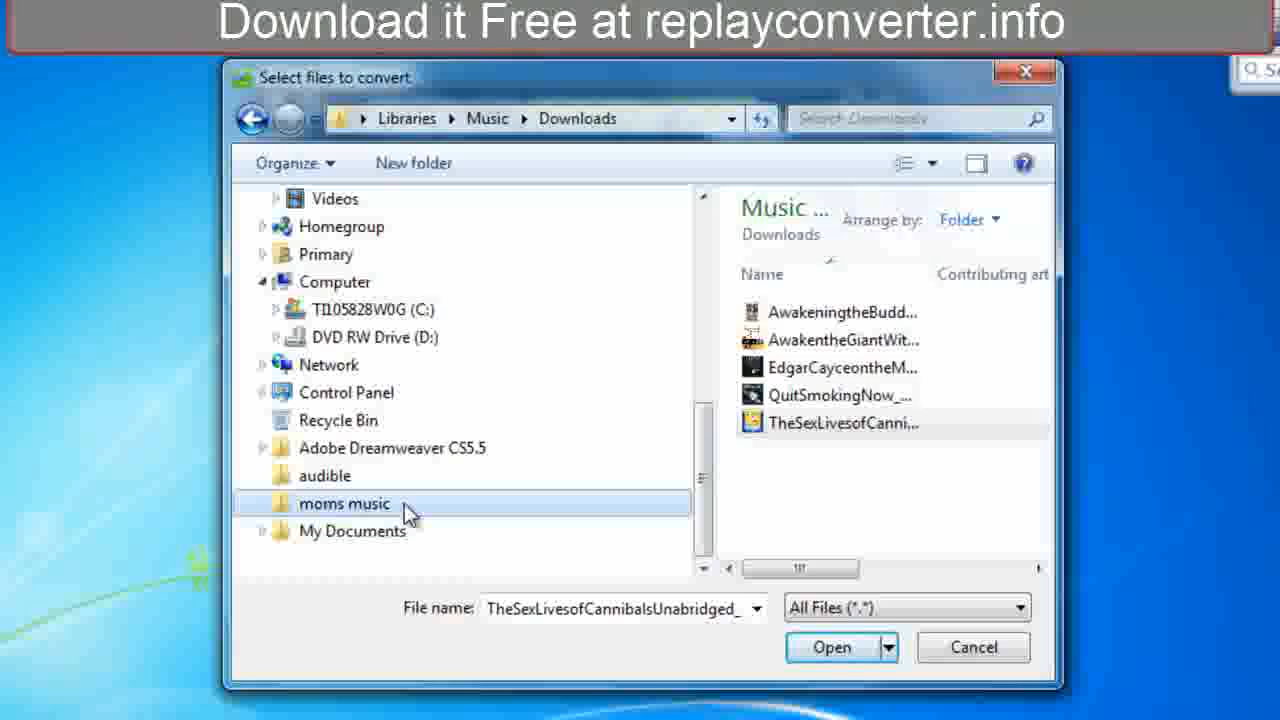 Download it Free at replayconverter.info
Select files to convert
Libraries Music Downloads
Search Downloads
Organize New folder
Videos
Homegroup
Primary
Computer
TI105828W0G (C:)
DVD RW Drive (D:)
Network
Control Panel
Recycle Bin
Adobe Dreamweaver CS5.5
audible
moms music
My Documents
Music ...
Downloads
Arrange by: Folder
Name Contributing art
AwakeningtheBudd...
AwakentheGiantWit...
EdgarCayceontheM...
QuitSmokingNow_...
TheSexLivesofCanni...
File name: TheSexLivesofCannibalsUnabridged_
All Files (*.*)
Open Cancel